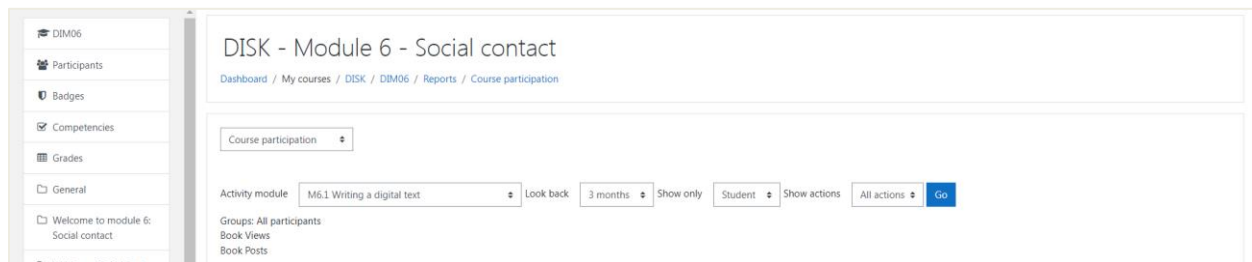 DIM06
Participants
Badges
Competencies
Grades
General
Welcome to module 6:
Social contact
DISK - Module 6 - Social contact
Dashboard / My courses / DISK / DIM06 / Reports / Course participation
Course participation
Activity module M6.1 Writing a digital text Look back 3 months Show only Student Show actions All actions Go
Groups: All participants
Book Views
Book Posts